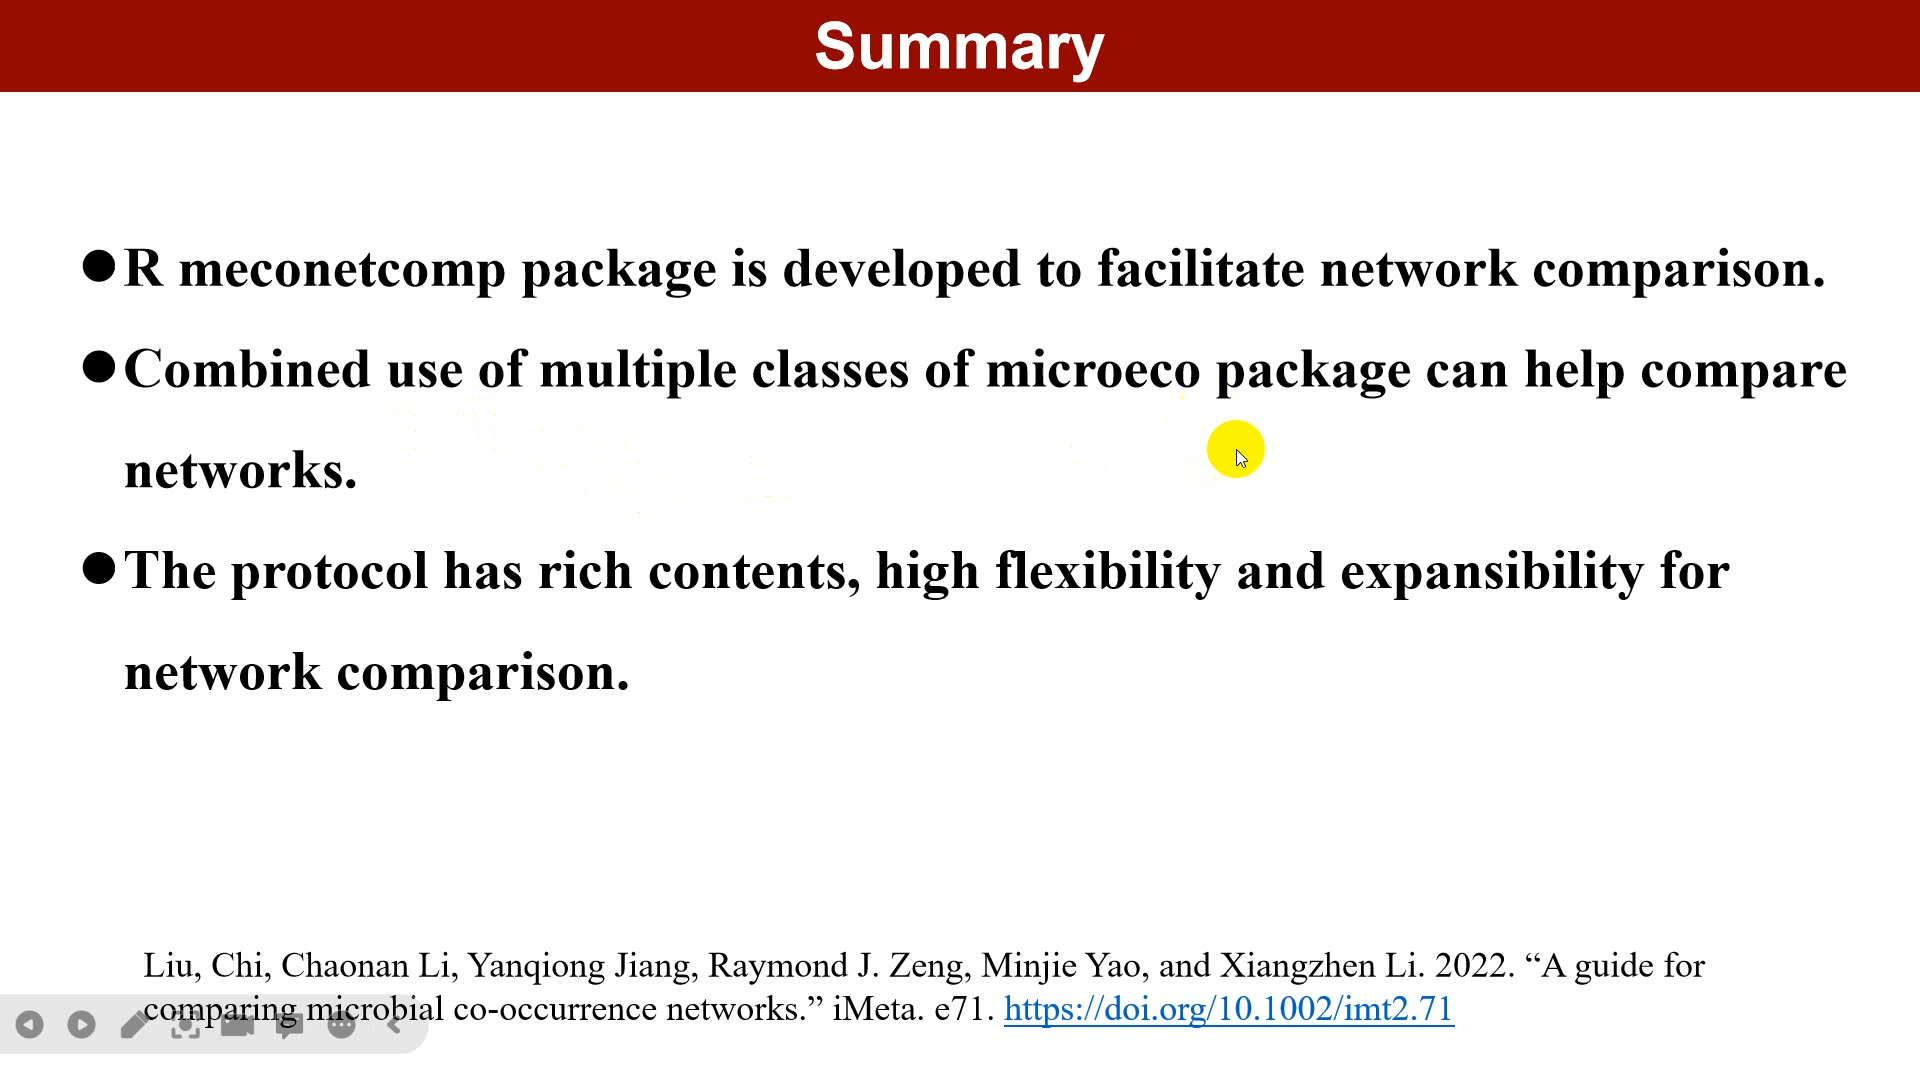 Summary
●R meconetcomp package is developed to facilitate network comparison.
●Combined use of multiple classes of microeco package can help compare
networks.
●The protocol has rich contents, high flexibility and expansibility for
network comparison.
Liu, Chi, Chaonan Li, Yanqiong Jiang, Raymond J. Zeng, Minjie Yao, and Xiangzhen Li. 2022. “A guide for
comparing microbial co-occurrence networks.” iMeta. e71. https://doi.org/10.1002/imt2.71